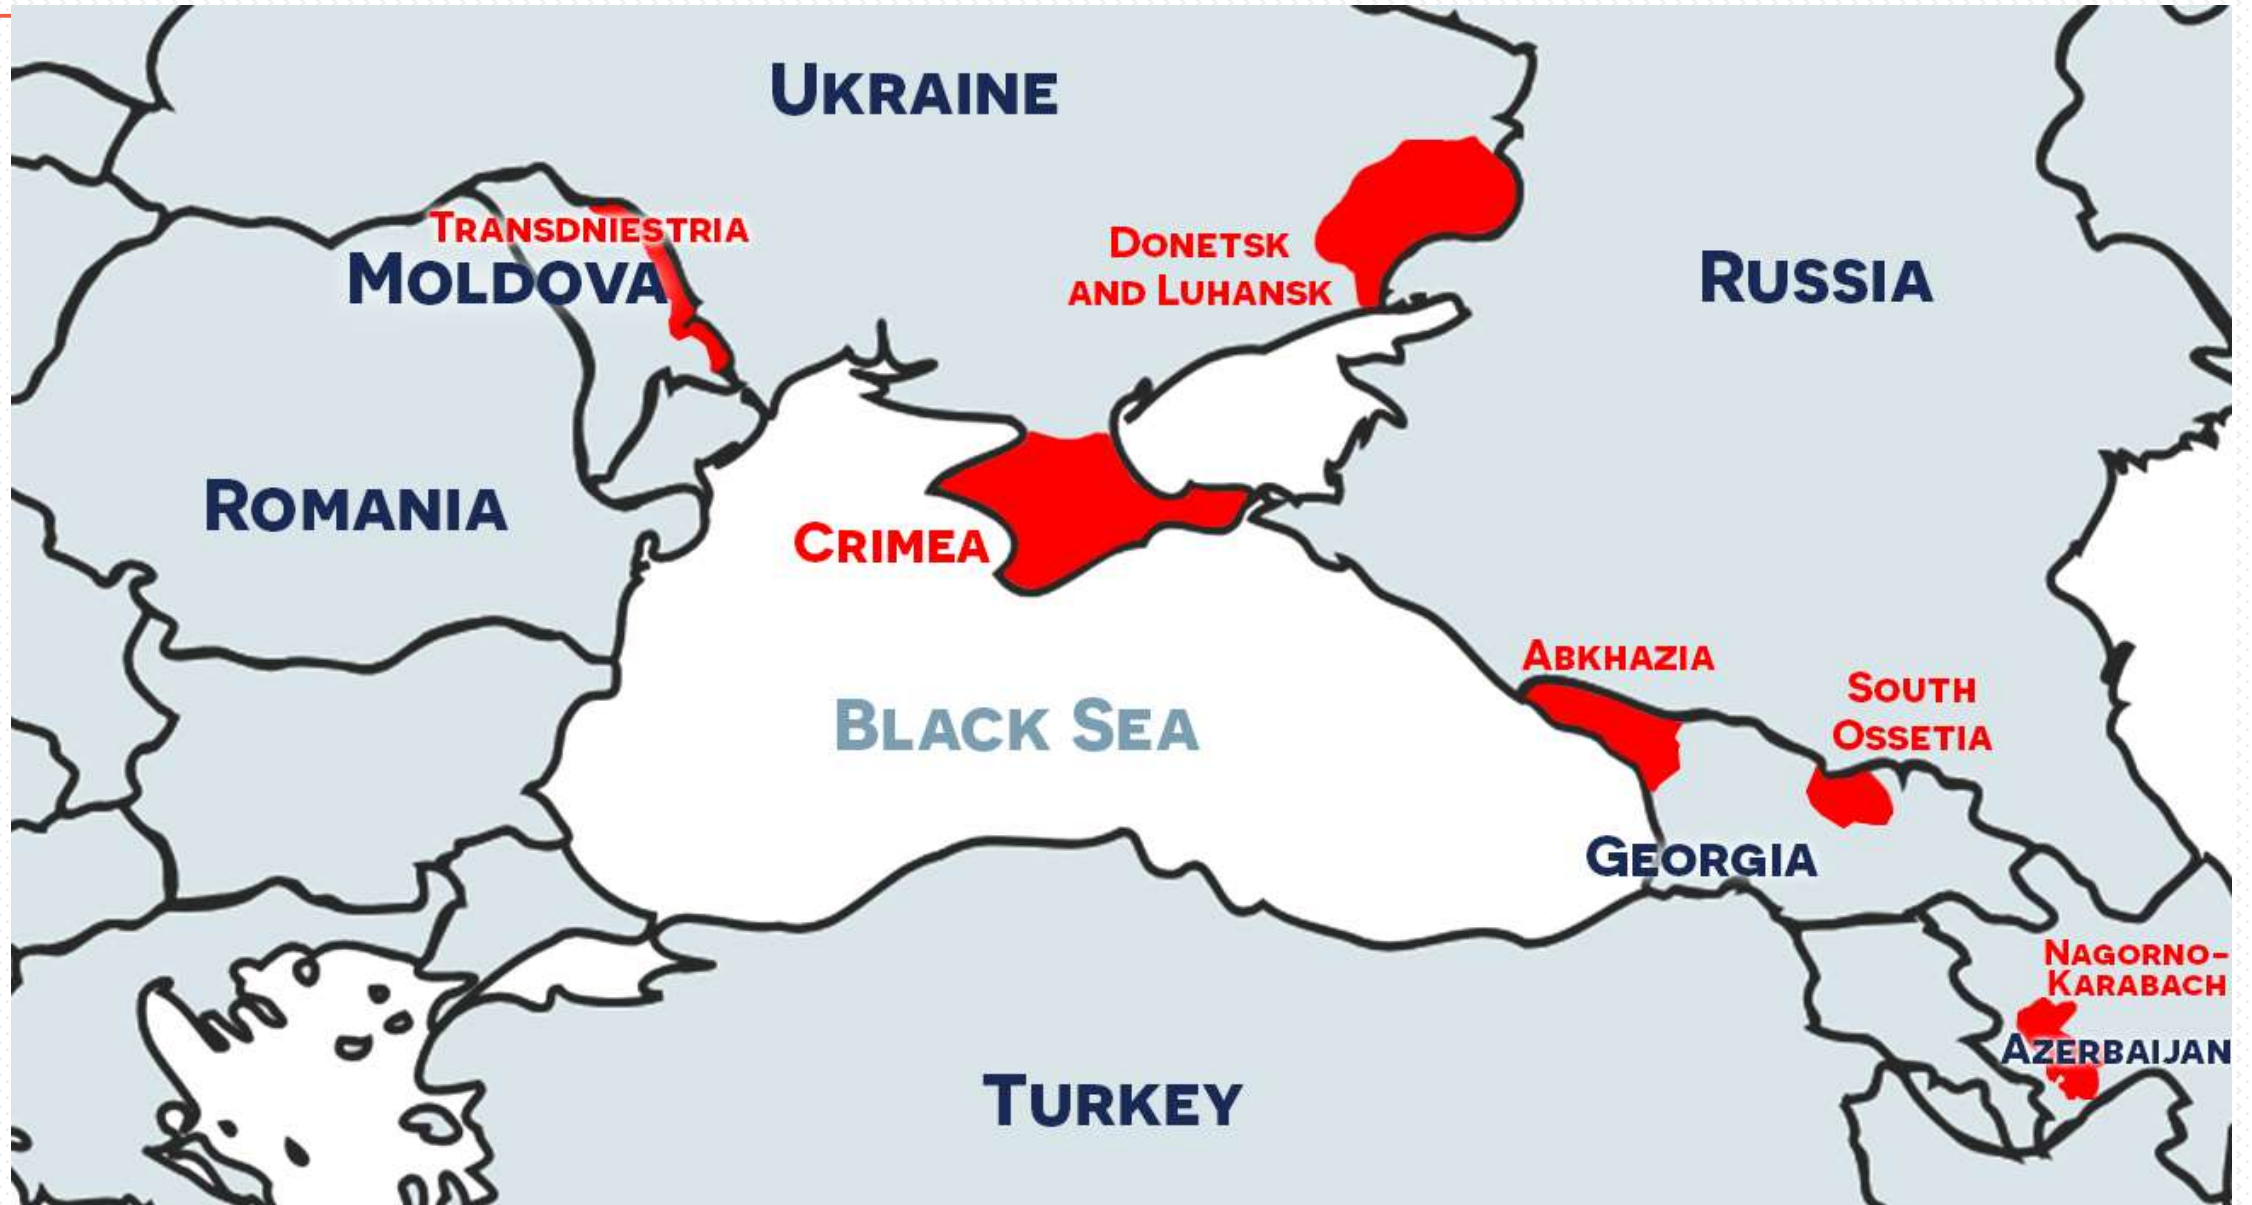 UKRAINE
TRANSDNIESTRIA
MOLDOVA
DONETSK
AND LUHANSK
RUSSIA
ROMANIA
CRIMEA
ABKHAZIA
SOUTH
OSSETIA
BLACK SEA
GEORGIA
NAGORNO-
KARABACH
AZERBAIJAN
TURKEY